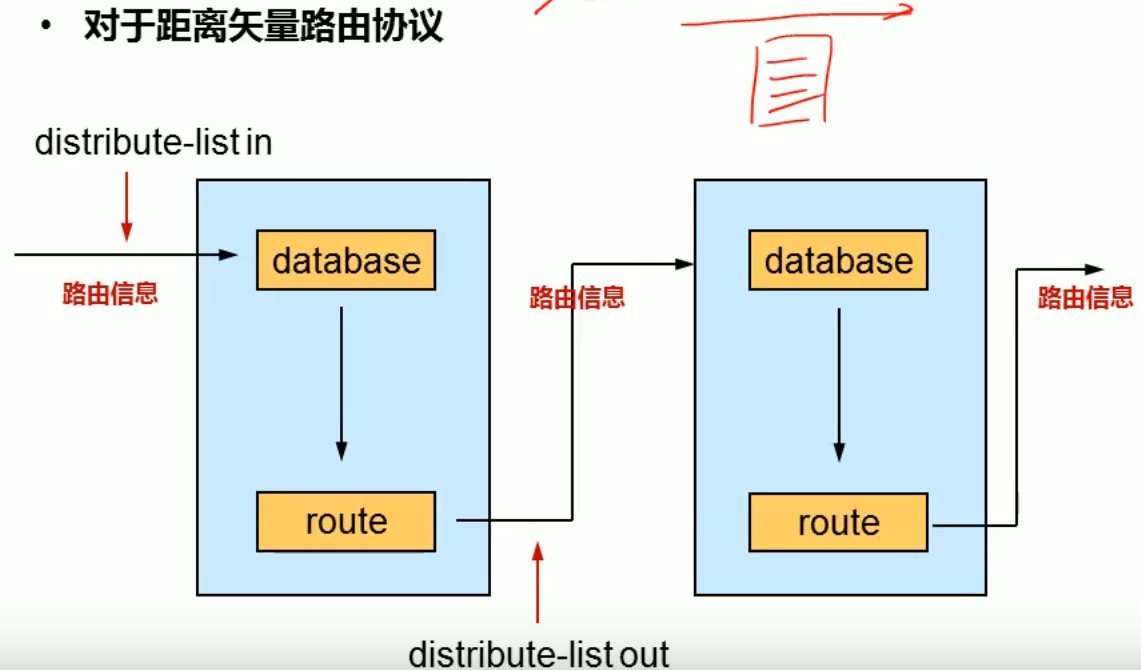 • 对于距离矢量路由协议
distribute-list in
database
database
路由信息
路由信息
路由信息
route
route
distribute-list out